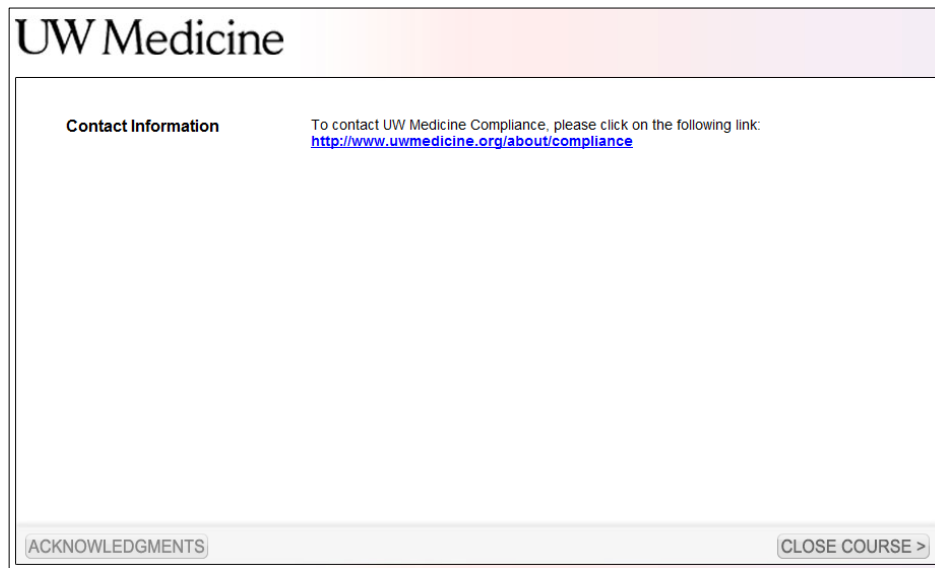 UW Medicine
Contact Information
To contact UW Medicine Compliance, please click on the following link:
http://www.uwmedicine.org/about/compliance
ACKNOWLEDGMENTS
CLOSE COURSE >